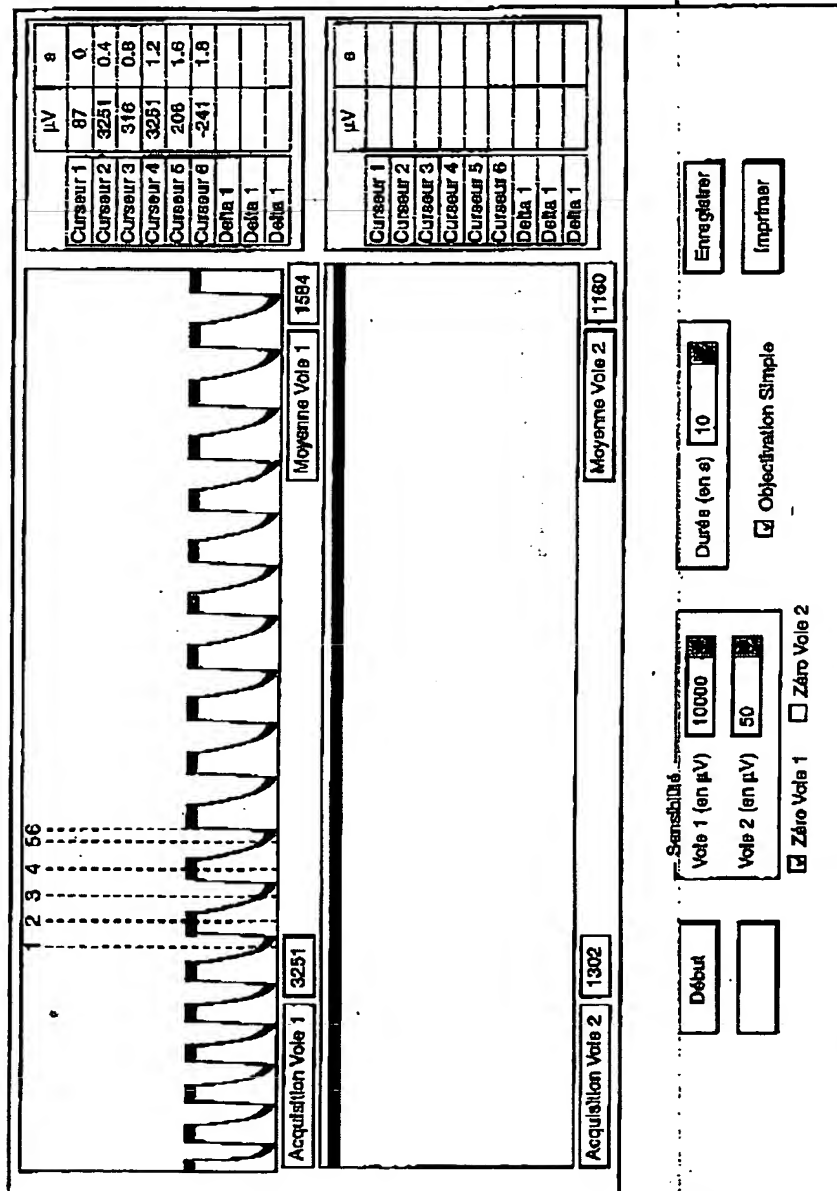 1 2 3 4 56
µV s
Curseur 1 87 0
Curseur 2 3251 0.4
Curseur 3 316 0.8
Curseur 4 3251 1.2
Curseur 5 206 1.6
Curseur 6 -241 1.8
Delta 1
Delta 1
Delta 1
Acquisition Voie 1 3251 Moyenne Voie 1 1584
µV s
Curseur 1
Curseur 2
Curseur 3
Curseur 4
Curseur 5
Curseur 6
Delta 1
Delta 1
Delta 1
Acquisition Voie 2 1302 Moyenne Voie 2 1160
Début
Sensibilité
Voie 1 (en µV) 10000
Voie 2 (en µV) 50
Zéro Voie 1 Zéro Voie 2
Durée (en s) 10
Objectivation Simple
Enregistrer
Imprimer